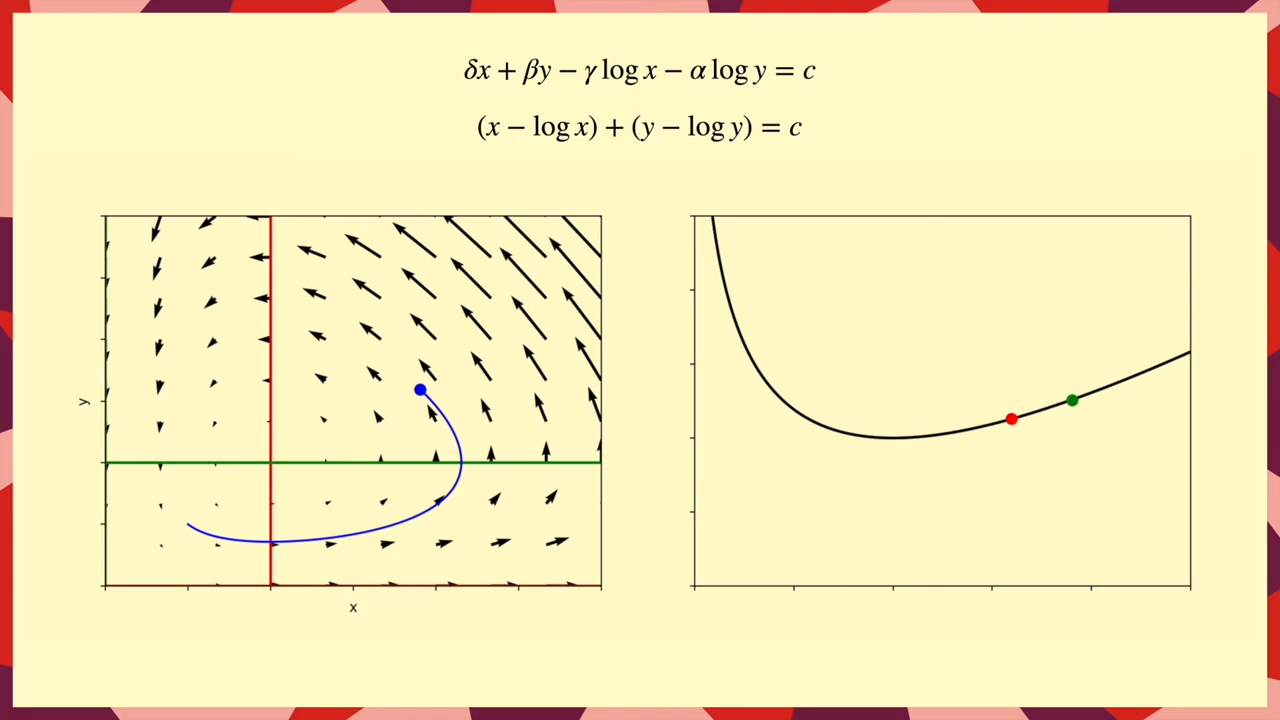 δx + βy − γ log x − α log y = c
(x − log x) + (y − log y) = c
y
x